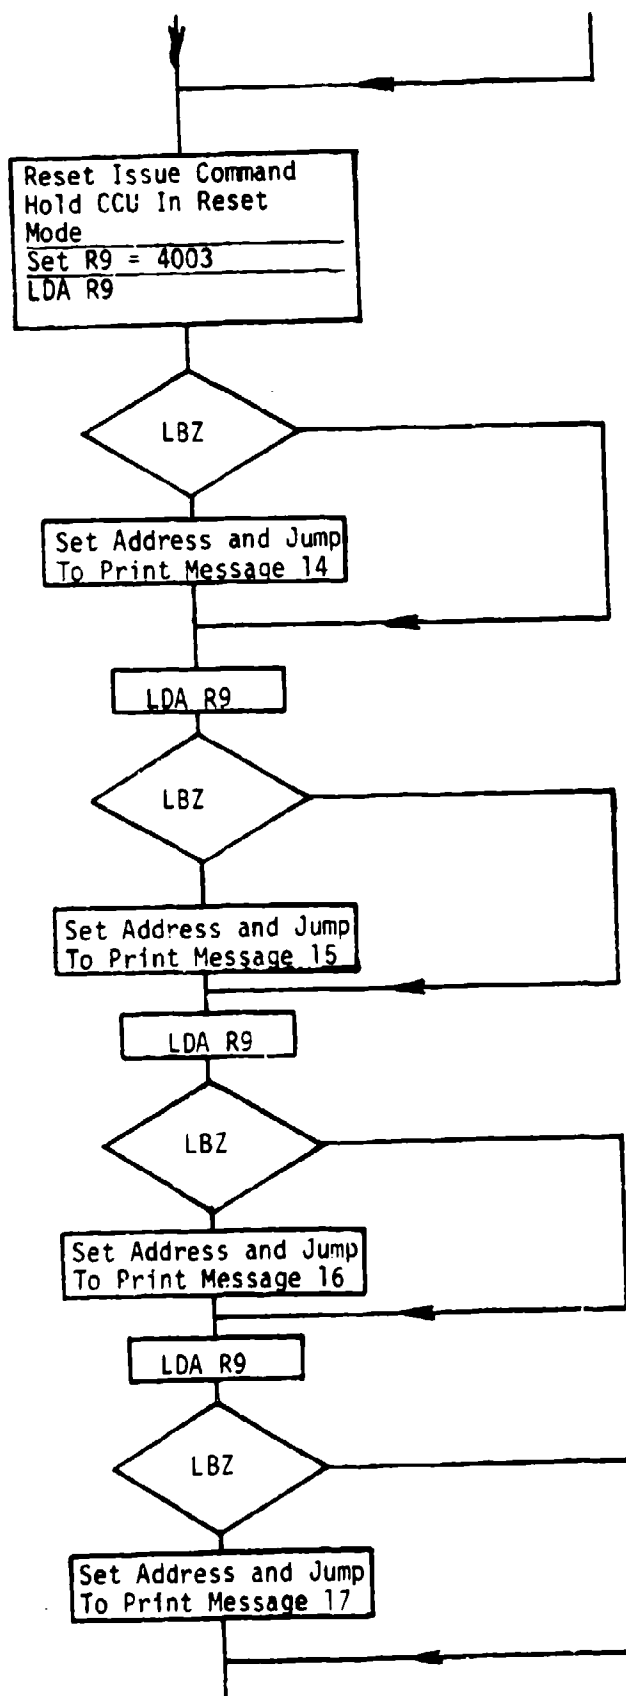 Reset Issue Command
Hold CCU In Reset
Mode
Set R9 = 4003
LDA R9
LBZ
Set Address and Jump
To Print Message 14
LDA R9
LBZ
Set Address and Jump
To Print Message 15
LDA R9
LBZ
Set Address and Jump
To Print Message 16
LDA R9
LBZ
Set Address and Jump
To Print Message 17